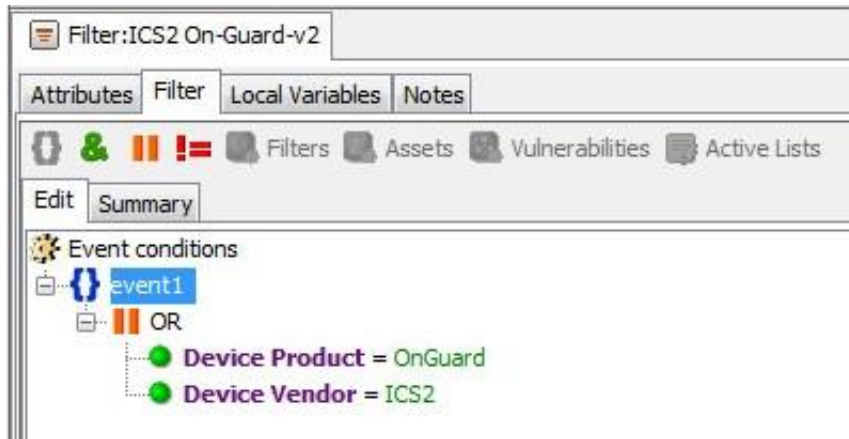 Filter:ICS2 On-Guard-v2
Attributes Filter Local Variables Notes
{} & || != Filters Assets Vulnerabilities Active Lists
Edit Summary
Event conditions
{} event1
OR
Device Product = OnGuard
Device Vendor = ICS2